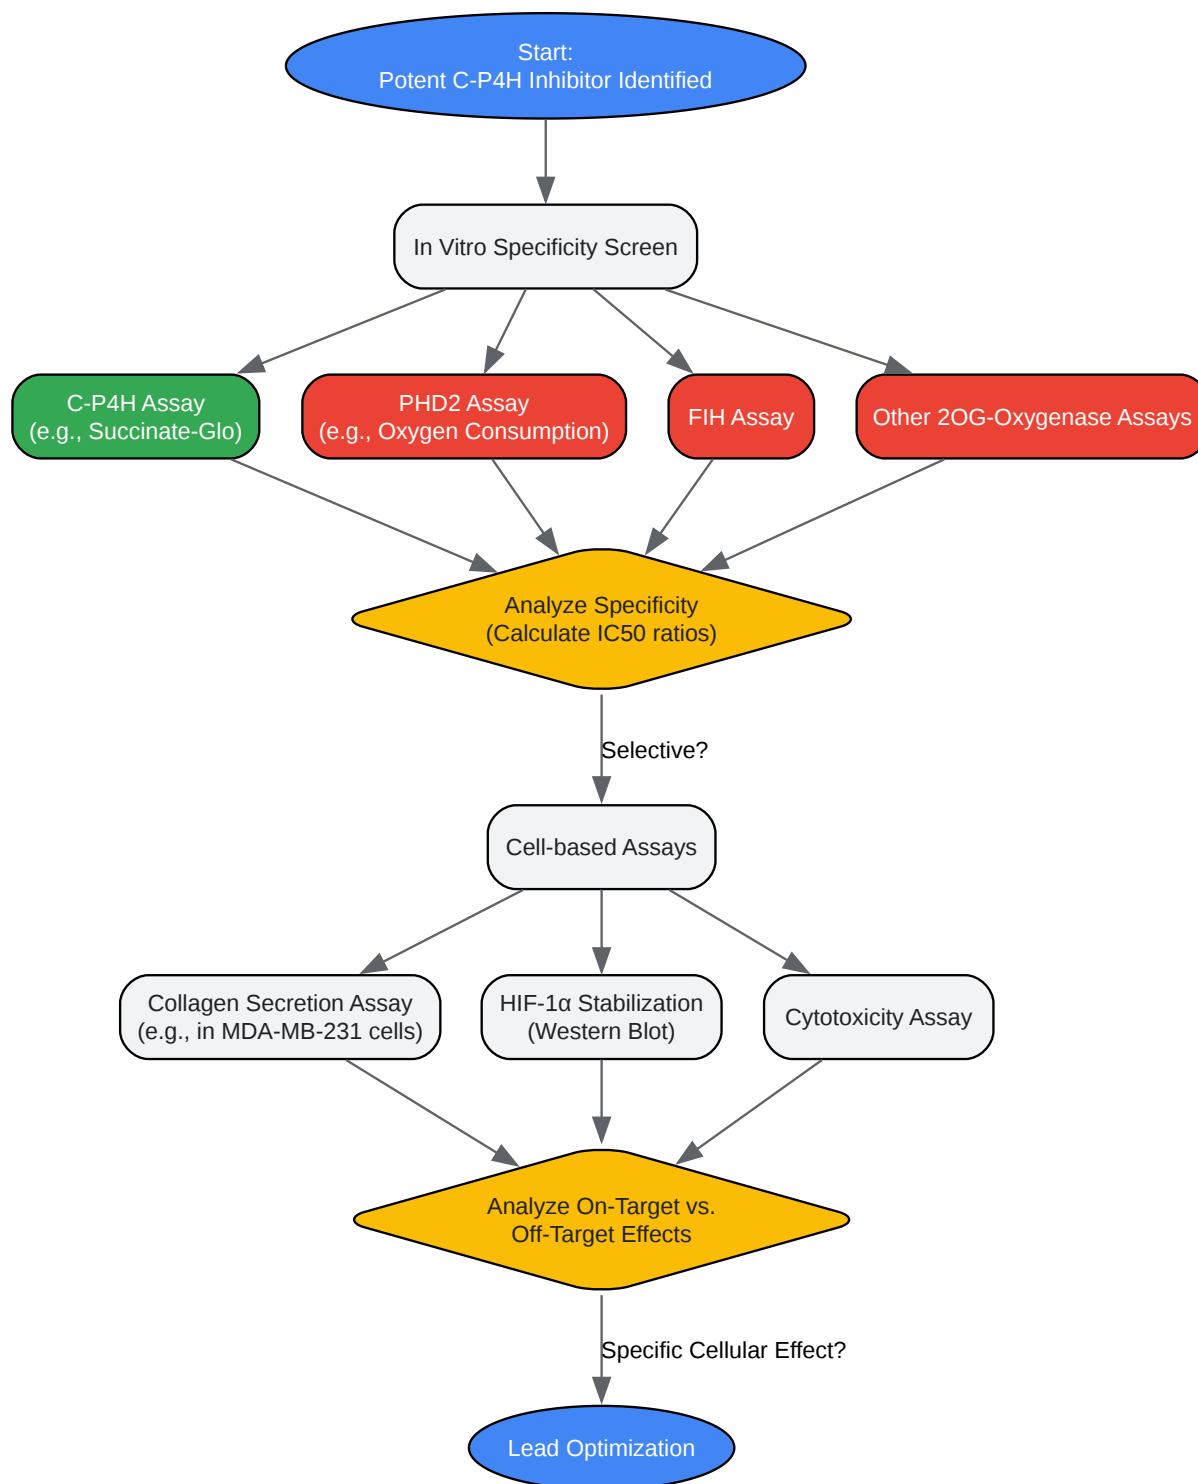 Start:
Potent C-P4H Inhibitor Identified
In Vitro Specificity Screen
C-P4H Assay
(e.g., Succinate-Glo)
PHD2 Assay
(e.g., Oxygen Consumption)
FIH Assay
Other 2OG-Oxygenase Assays
Analyze Specificity
(Calculate IC50 ratios)
Selective?
Cell-based Assays
Collagen Secretion Assay
(e.g., in MDA-MB-231 cells)
HIF-1α Stabilization
(Western Blot)
Cytotoxicity Assay
Analyze On-Target vs.
Off-Target Effects
Specific Cellular Effect?
Lead Optimization